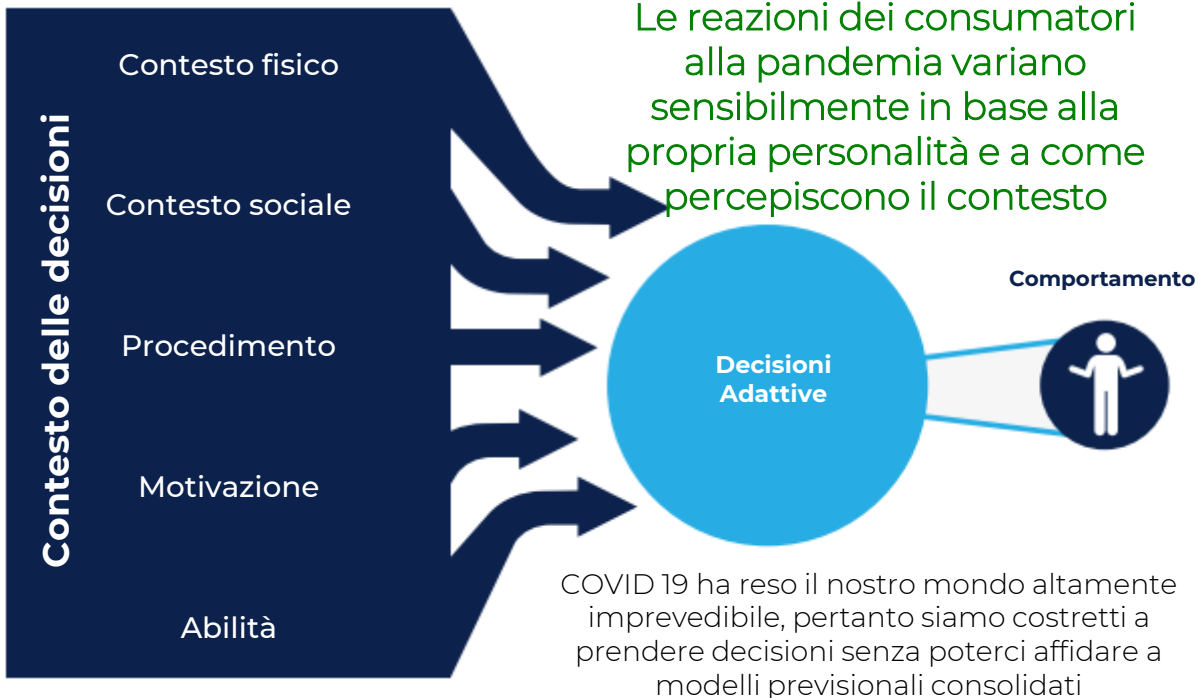 Contesto delle decisioni
Contesto fisico
Contesto sociale
Procedimento
Motivazione
Abilità
Le reazioni dei consumatori
alla pandemia variano
sensibilmente in base alla
propria personalità e a come
percepiscono il contesto
Decisioni
Adattive
Comportamento
COVID 19 ha reso il nostro mondo altamente
imprevedibile, pertanto siamo costretti a
prendere decisioni senza poterci affidare a
modelli previsionali consolidati